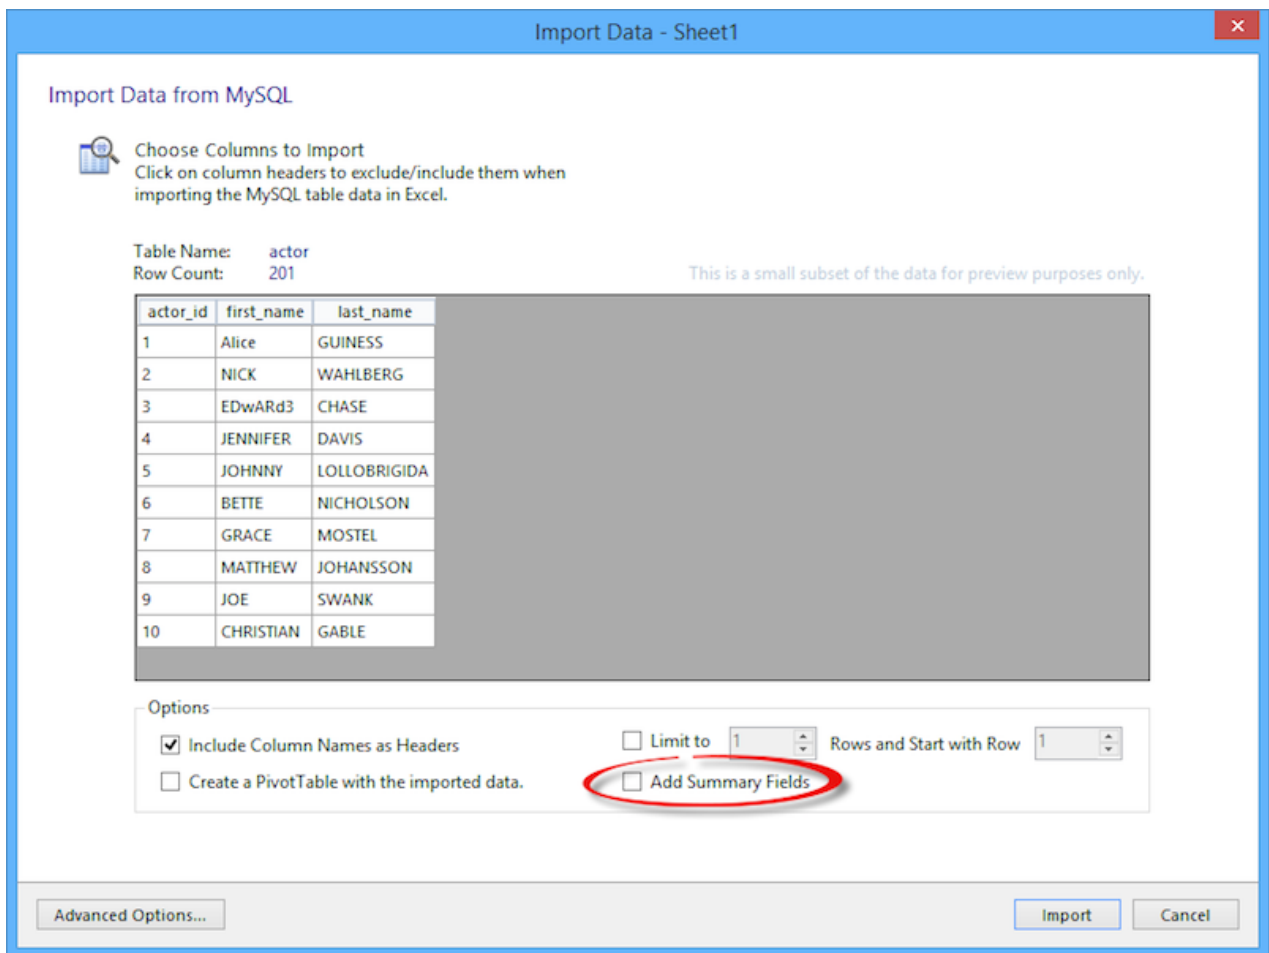 Import Data - Sheet1
Import Data from MySQL
Choose Columns to Import
Click on column headers to exclude/include them when
importing the MySQL table data in Excel.
Table Name: actor
Row Count: 201
This is a small subset of the data for preview purposes only.
actor_id first_name last_name
1 Alice GUINESS
2 NICK WAHLBERG
3 EDwARd3 CHASE
4 JENNIFER DAVIS
5 JOHNNY LOLLOBRIGIDA
6 BETTE NICHOLSON
7 GRACE MOSTEL
8 MATTHEW JOHANSSON
9 JOE SWANK
10 CHRISTIAN GABLE
Options
Include Column Names as Headers Limit to 1 Rows and Start with Row 1
Create a PivotTable with the imported data. Add Summary Fields
Advanced Options... Import Cancel